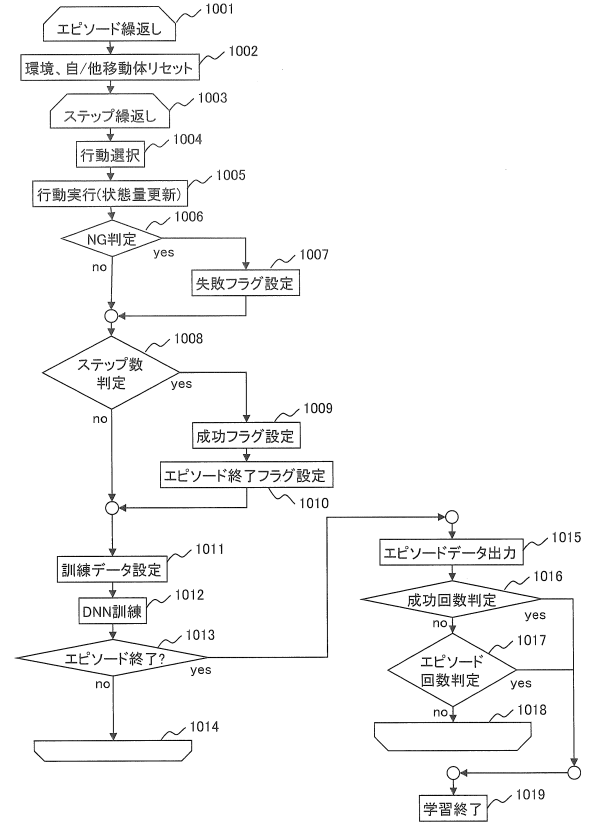 エピソード繰返し
1001
環境、自/他移動体リセット
1002
ステップ繰返し
1003
行動選択
1004
行動実行(状態量更新)
1005
NG判定
1006
yes
no
失敗フラグ設定
1007
ステップ数
判定
1008
yes
no
成功フラグ設定
1009
エピソード終了フラグ設定
1010
訓練データ設定
1011
DNN訓練
1012
エピソード終了?
1013
yes
no
1014
エピソードデータ出力
1015
成功回数判定
1016
yes
no
エピソード
回数判定
1017
yes
no
1018
学習終了
1019